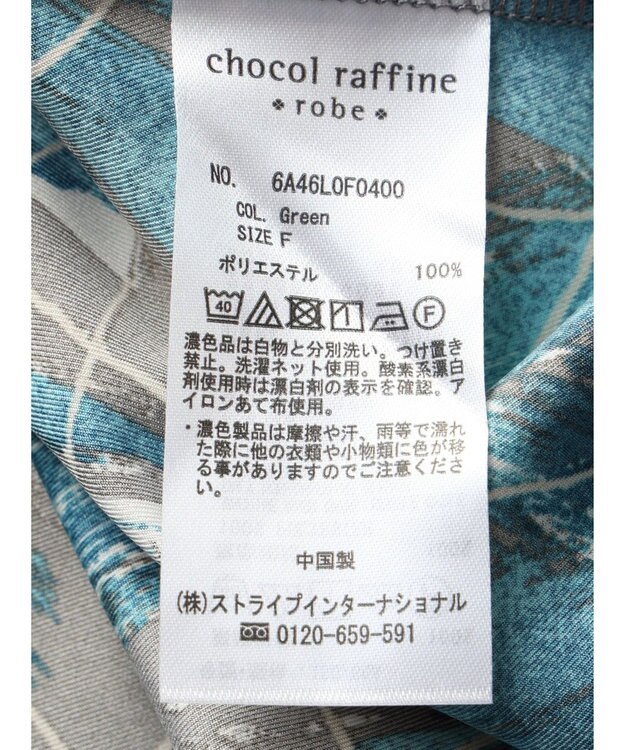 chocol raffine
robe
NO. 6A46L0F0400
COL. Green
SIZE F
ポリエステル 100%
40 F
濃色品は白物と分別洗い。つけ置き
禁止。洗濯ネット使用。酸素系漂白
剤使用時は漂白剤の表示を確認。ア
イロンあて布使用。
・濃色製品は摩擦や汗、雨等で濡れ
た際に他の衣類や小物類に色が移
る事がありますのでご注意くださ
い。
中国製
(株)ストライプインターナショナル
0120-659-591